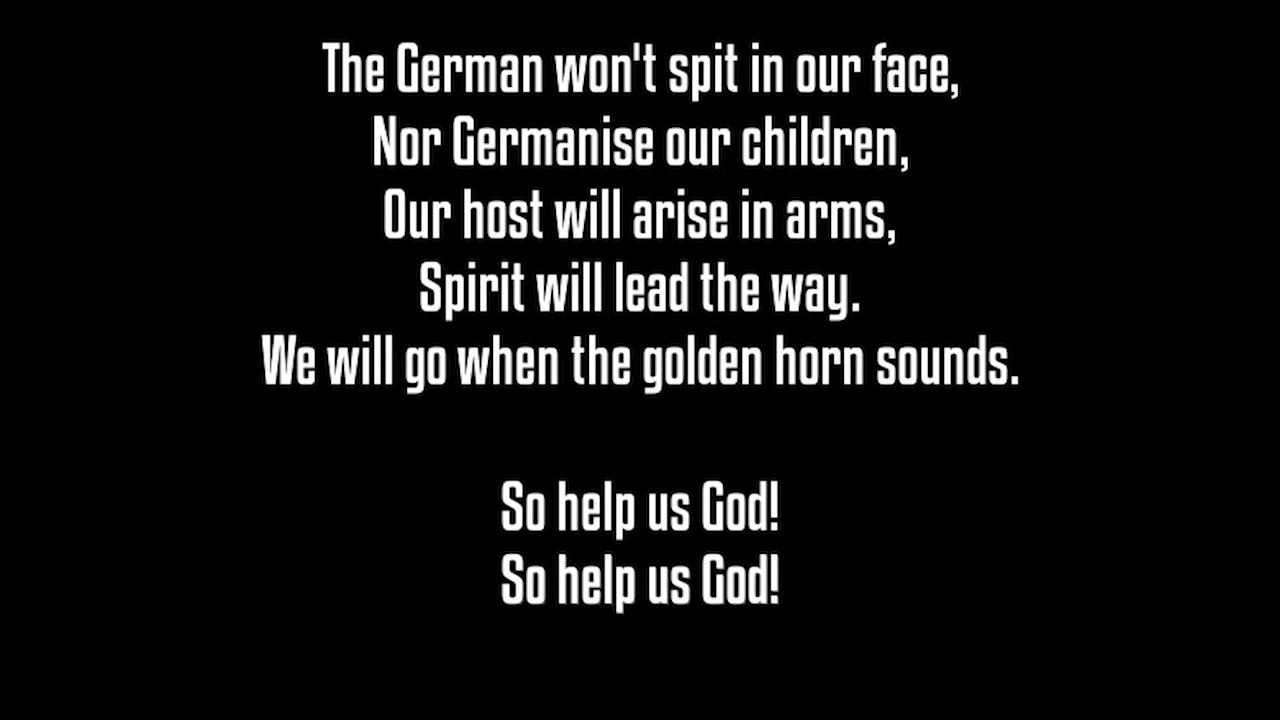 The German won't spit in our face,
Nor Germanise our children,
Our host will arise in arms,
Spirit will lead the way.
We will go when the golden horn sounds.
So help us God!
So help us God!